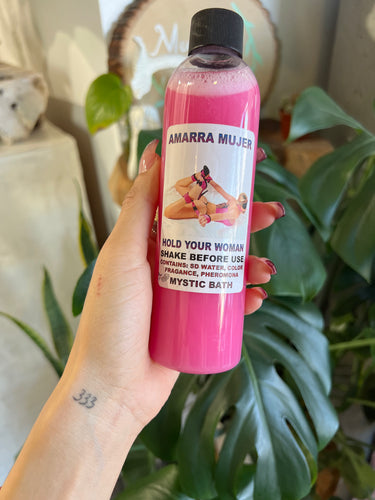 AMARRA MUJER
HOLD YOUR WOMAN
SHAKE BEFORE USE
CONTAINS: SD WATER, COLOR
FRAGANCE, PHEROMONA
MYSTIC BATH
333